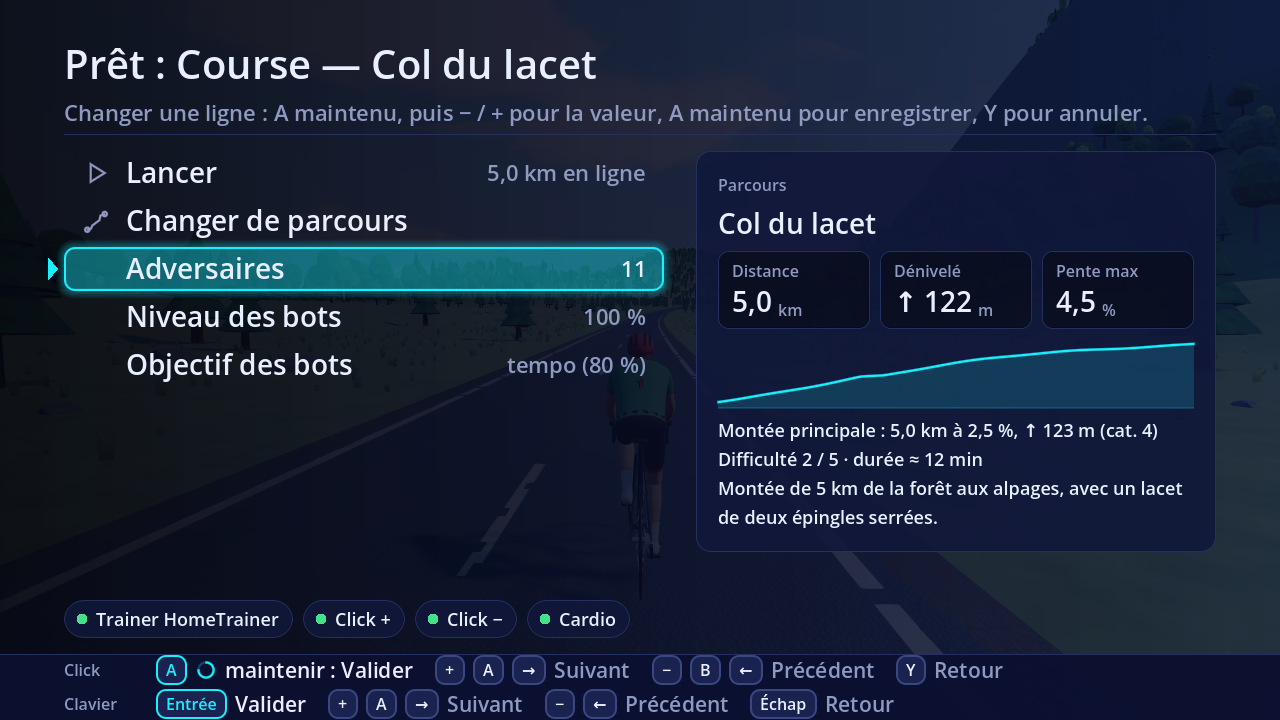 Prêt : Course — Col du lacet
Changer une ligne : A maintenu, puis − / + pour la valeur, A maintenu pour enregistrer, Y pour annuler.
Lancer 5,0 km en ligne
Changer de parcours
Adversaires 11
Niveau des bots 100 %
Objectif des bots tempo (80 %)
Parcours
Col du lacet
Distance Dénivelé Pente max
5,0 km ↑ 122 m 4,5 %
Montée principale : 5,0 km à 2,5 %, ↑ 123 m (cat. 4)
Difficulté 2 / 5 · durée ≈ 12 min
Montée de 5 km de la forêt aux alpages, avec un lacet
de deux épingles serrées.
Trainer HomeTrainer Click + Click − Cardio
Click A maintenir : Valider + A → Suivant − B ← Précédent Y Retour
Clavier Entrée Valider + A → Suivant − ← Précédent Échap Retour